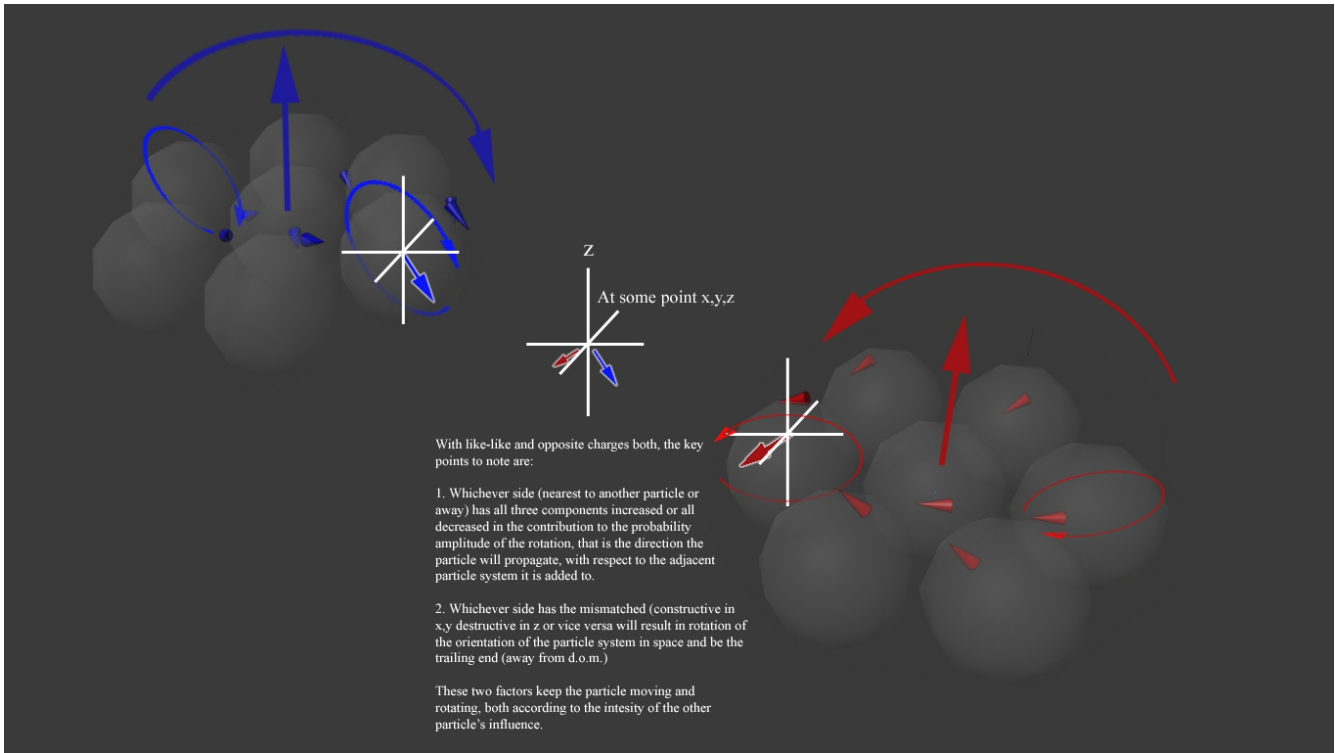 z
At some point x,y,z
With like-like and opposite charges both, the key
points to note are:
1. Whichever side (nearest to another particle or
away) has all three components increased or all
decreased in the contribution to the probability
amplitude of the rotation, that is the direction the
particle will propagate, with respect to the adjacent
particle system it is added to.
2. Whichever side has the mismatched (constructive in
x,y destructive in z or vice versa will result in rotation of
the orientation of the particle system in space and be the
trailing end (away from d.o.m.)
These two factors keep the particle moving and
rotating, both according to the intesity of the other
particle's influence.